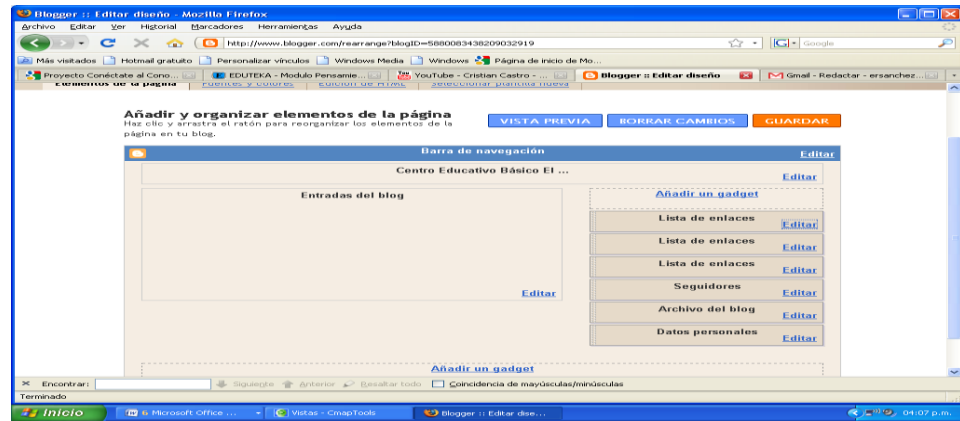 Blogger :: Editar diseño - Mozilla Firefox
Archivo Editar Ver Historial Marcadores Herramientas Ayuda
http://www.blogger.com/rearrange?blogID=5880083438209032919 Google
Más visitados Hotmail gratuito Personalizar vínculos Windows Media Windows Página de inicio de Mo...
Proyecto Conéctate al Cono... EDUTEKA - Modulo Pensamie... YouTube - Cristian Castro - ... Blogger :: Editar diseño Gmail - Redactar - ersanchez...
Elementos de la página Fuentes y colores Edición de HTML Seleccionar plantilla nueva
Añadir y organizar elementos de la página
Haz clic y arrastra el ratón para reorganizar los elementos de la
página en tu blog.
VISTA PREVIA BORRAR CAMBIOS GUARDAR
Barra de navegación Editar
Centro Educativo Básico El ... Editar
Entradas del blog
Editar
Añadir un gadget
Lista de enlaces Editar
Lista de enlaces Editar
Lista de enlaces Editar
Seguidores Editar
Archivo del blog Editar
Datos personales Editar
Añadir un gadget
Encontrar: Siguiente Anterior Resaltar todo Coincidencia de mayúsculas/minúsculas
Terminado
Inicio 6 Microsoft Office ... Vistas - CmapTools Blogger :: Editar dise... 04:07 p.m.